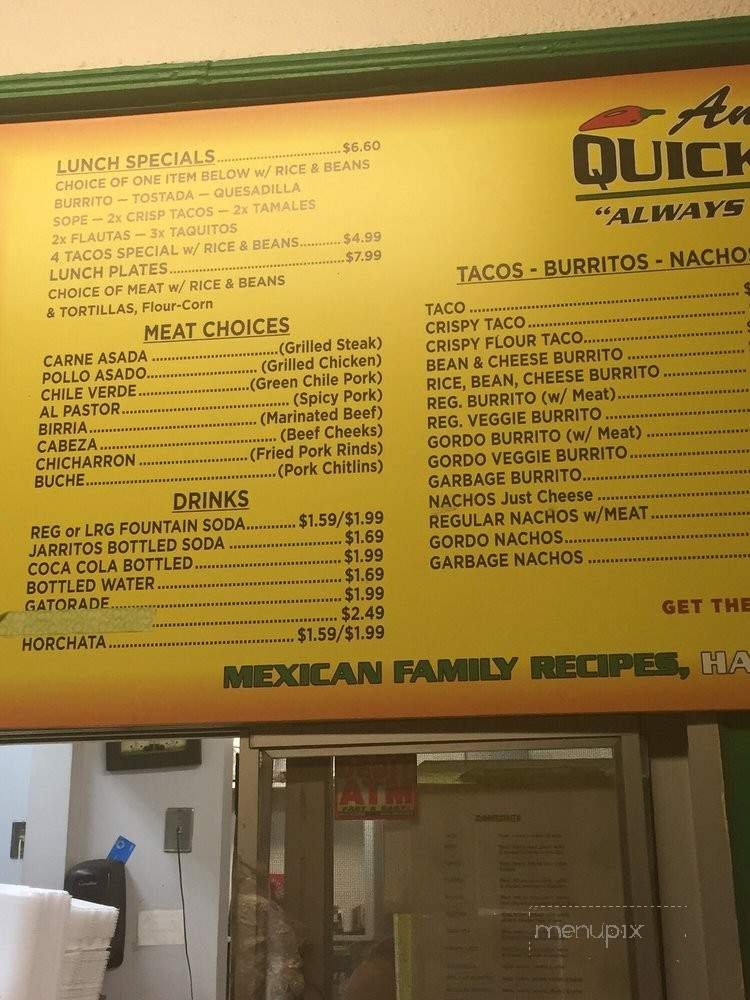 LUNCH SPECIALS.....................$6.60
CHOICE OF ONE ITEM BELOW w/ RICE & BEANS
BURRITO — TOSTADA — QUESADILLA
SOPE — 2x CRISP TACOS — 2x TAMALES
2x FLAUTAS — 3x TAQUITOS
4 TACOS SPECIAL w/ RICE & BEANS..........$4.99
LUNCH PLATES.....................$7.99
CHOICE OF MEAT w/ RICE & BEANS
& TORTILLAS, Flour-Corn
MEAT CHOICES
CARNE ASADA .....................(Grilled Steak)
POLLO ASADO.....................(Grilled Chicken)
CHILE VERDE.....................(Green Chile Pork)
AL PASTOR.....................(Spicy Pork)
BIRRIA.....................(Marinated Beef)
CABEZA.....................(Beef Cheeks)
CHICHARRON.....................(Fried Pork Rinds)
BUCHE.....................(Pork Chitlins)
DRINKS
REG or LRG FOUNTAIN SODA............ $1.59/$1.99
JARRITOS BOTTLED SODA .....................$1.69
COCA COLA BOTTLED.....................$1.99
BOTTLED WATER .....................$1.69
GATORADE.....................$1.99
..................... $2.49
HORCHATA..................... $1.59/$1.99
QUICK
"ALWAYS
TACOS - BURRITOS - NACHOS
TACO .....................$
CRISPY TACO.....................
CRISPY FLOUR TACO.....................
BEAN & CHEESE BURRITO .....................
RICE, BEAN, CHEESE BURRITO .....................
REG. BURRITO (w/ Meat).....................
REG. VEGGIE BURRITO .....................
GORDO BURRITO (w/ Meat) .....................
GORDO VEGGIE BURRITO.....................
GARBAGE BURRITO.....................
NACHOS Just Cheese .....................
REGULAR NACHOS w/MEAT.....................
GORDO NACHOS.....................
GARBAGE NACHOS .....................
GET THE
MEXICAN FAMILY RECIPES, HA
ATM
menupix